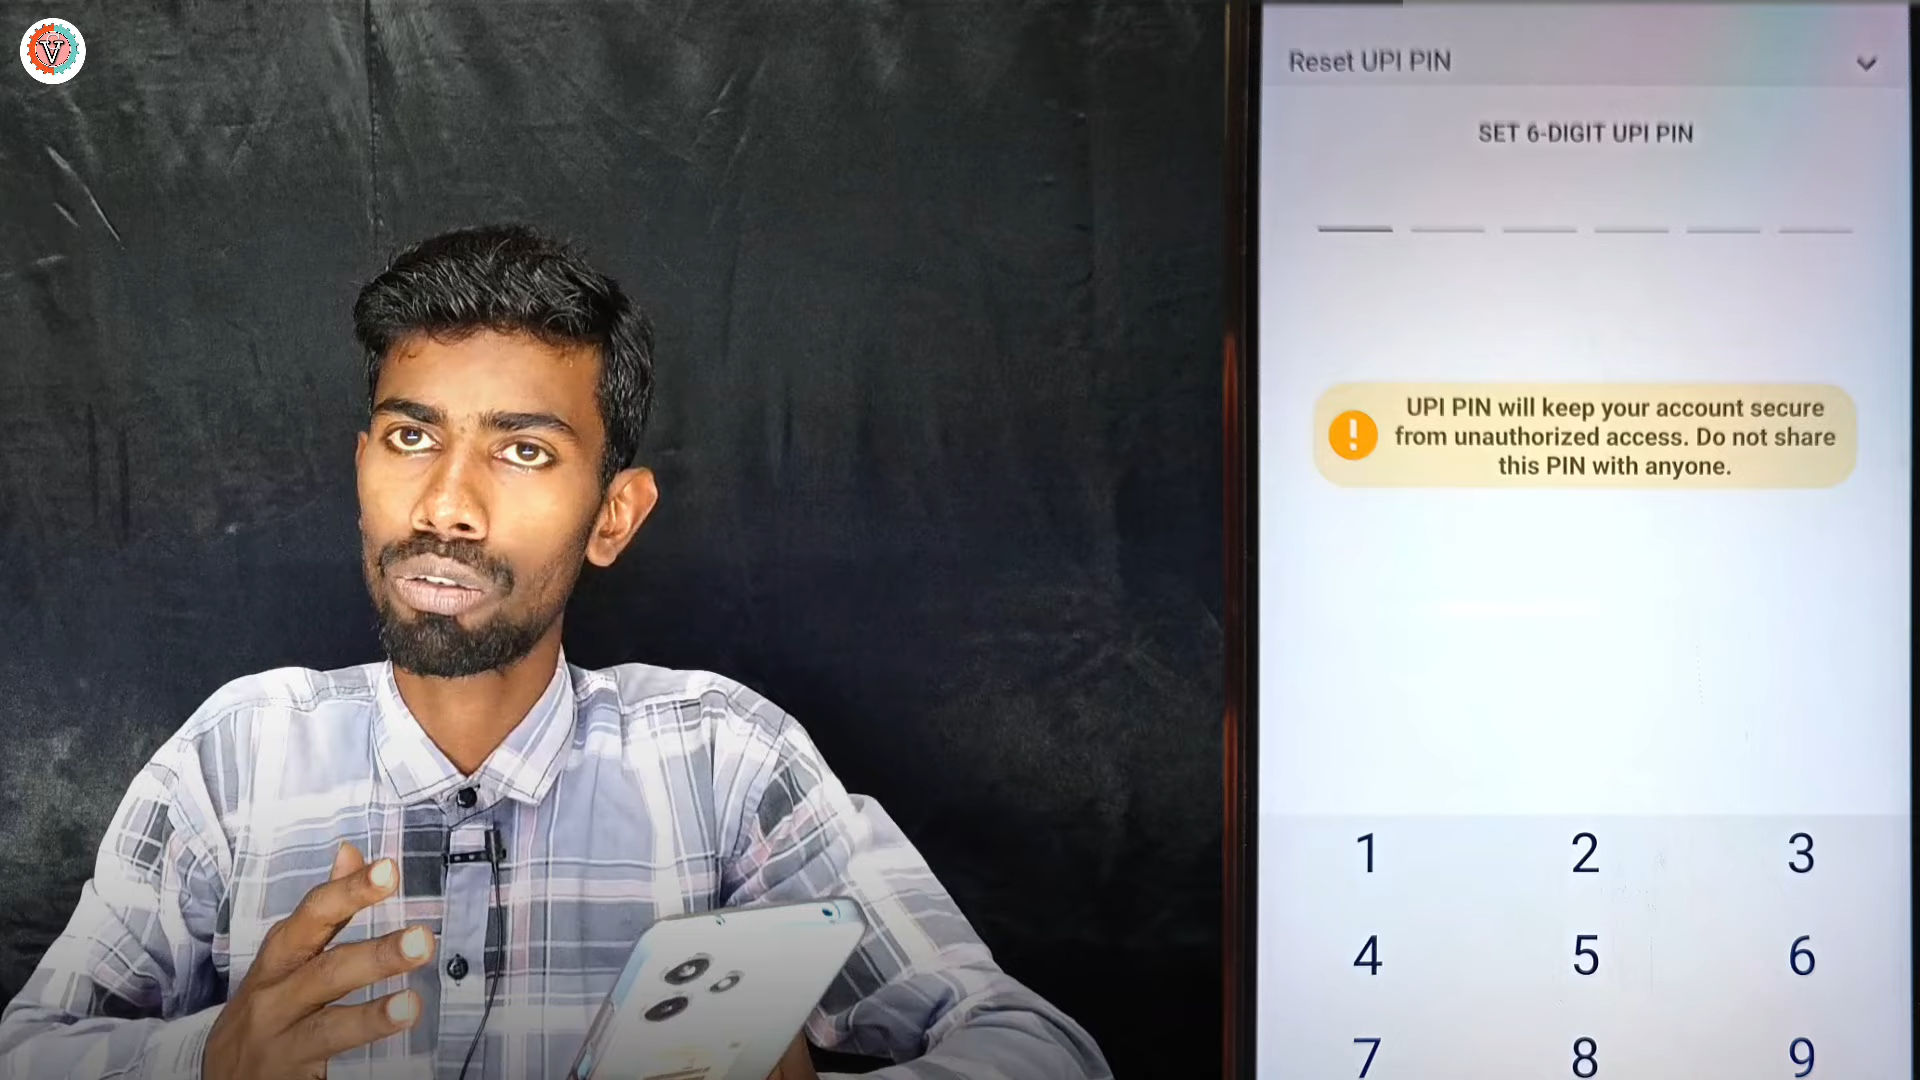 V
Reset UPI PIN
SET 6-DIGIT UPI PIN
UPI PIN will keep your account secure
from unauthorized access. Do not share
this PIN with anyone.
1 2 3
4 5 6
7 8 9